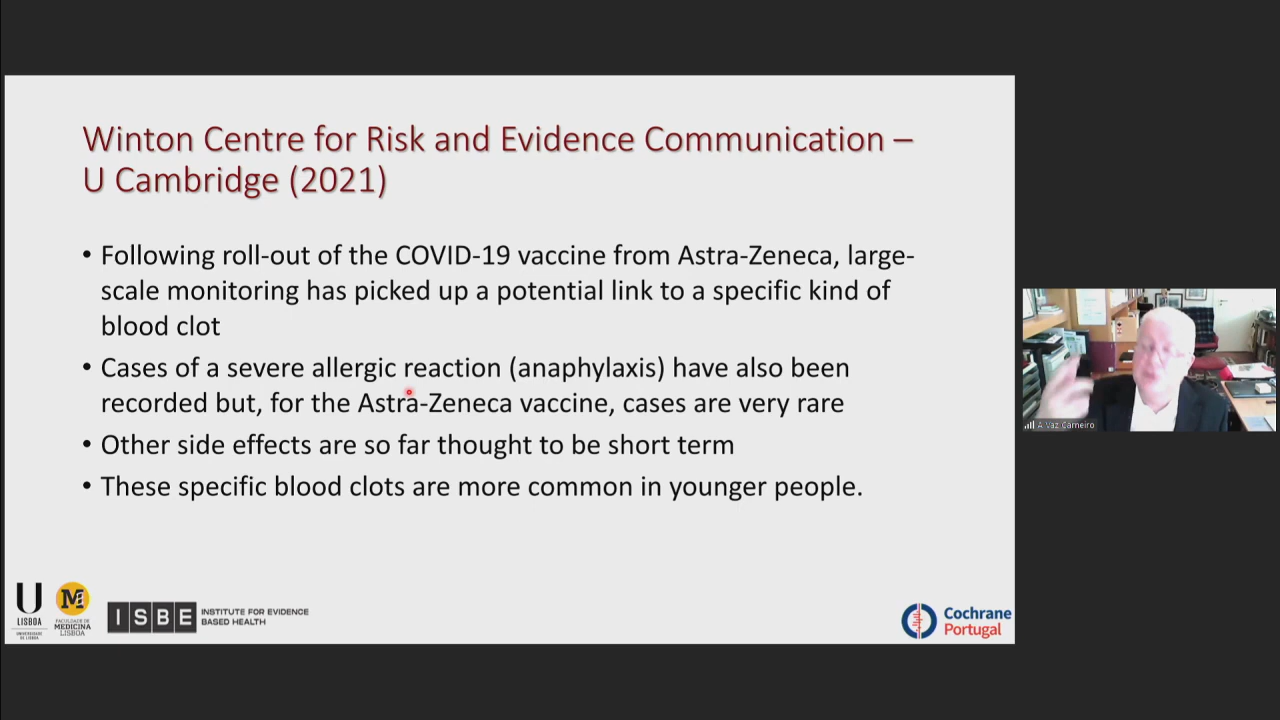 Winton Centre for Risk and Evidence Communication –
U Cambridge (2021)
• Following roll-out of the COVID-19 vaccine from Astra-Zeneca, large-
scale monitoring has picked up a potential link to a specific kind of
blood clot
• Cases of a severe allergic reaction (anaphylaxis) have also been
recorded but, for the Astra-Zeneca vaccine, cases are very rare
• Other side effects are so far thought to be short term
• These specific blood clots are more common in younger people.
A Vaz Carneiro
U
LISBOA
UNIVERSIDADE
DE LISBOA
M
FACULDADE DE
MEDICINA
LISBOA
ISBE
INSTITUTE FOR EVIDENCE
BASED HEALTH
Cochrane
Portugal